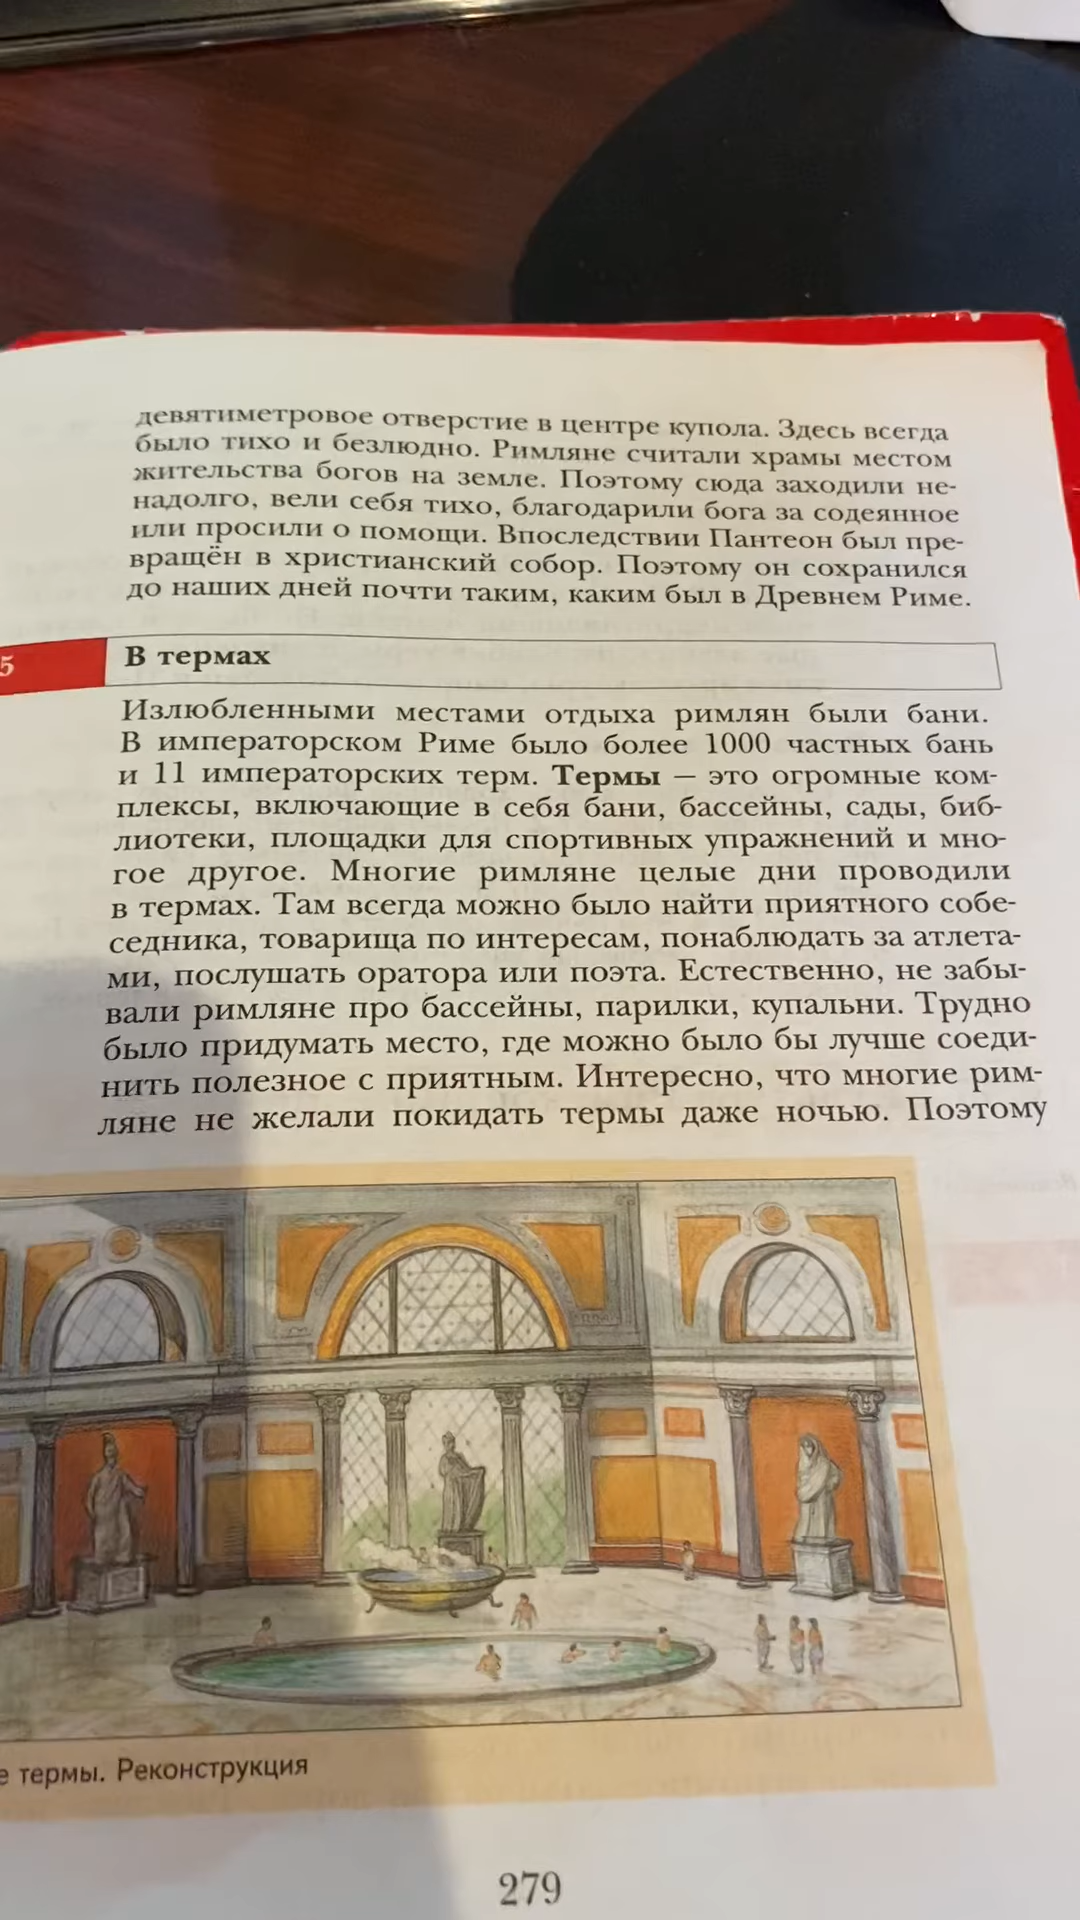 девятиметровое отверстие в центре купола. Здесь всегда
было тихо и безлюдно. Римляне считали храмы местом
жительства богов на земле. Поэтому сюда заходили не-
надолго, вели себя тихо, благодарили бога за содеянное
или просили о помощи. Впоследствии Пантеон был пре-
вращён в христианский собор. Поэтому он сохранился
до наших дней почти таким, каким был в Древнем Риме.
5 В термах
Излюбленными местами отдыха римлян были бани.
В императорском Риме было более 1000 частных бань
и 11 императорских терм. Термы — это огромные ком-
плексы, включающие в себя бани, бассейны, сады, биб-
лиотеки, площадки для спортивных упражнений и мно-
гое другое. Многие римляне целые дни проводили
в термах. Там всегда можно было найти приятного собе-
седника, товарища по интересам, понаблюдать за атлета-
ми, послушать оратора или поэта. Естественно, не забы-
вали римляне про бассейны, парилки, купальни. Трудно
было придумать место, где можно было бы лучше соеди-
нить полезное с приятным. Интересно, что многие рим-
ляне не желали покидать термы даже ночью. Поэтому
е термы. Реконструкция
279